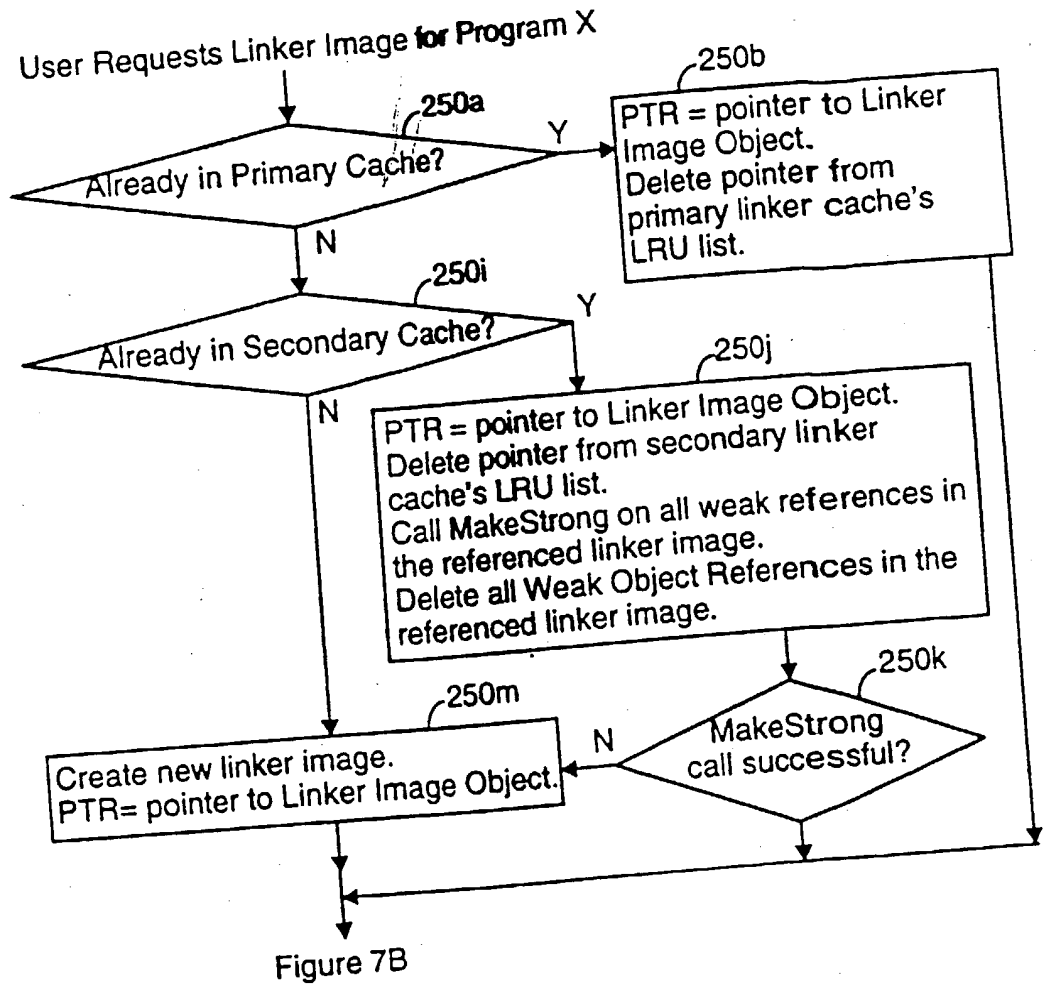 User Requests Linker Image for Program X
250a
Already in Primary Cache?
Y
N
250b
PTR = pointer to Linker
Image Object.
Delete pointer from
primary linker cache's
LRU list.
250i
Already in Secondary Cache?
Y
N
250j
PTR = pointer to Linker Image Object.
Delete pointer from secondary linker
cache's LRU list.
Call MakeStrong on all weak references in
the referenced linker image.
Delete all Weak Object References in the
referenced linker image.
250k
MakeStrong
call successful?
N
250m
Create new linker image.
PTR= pointer to Linker Image Object.
Figure 7B